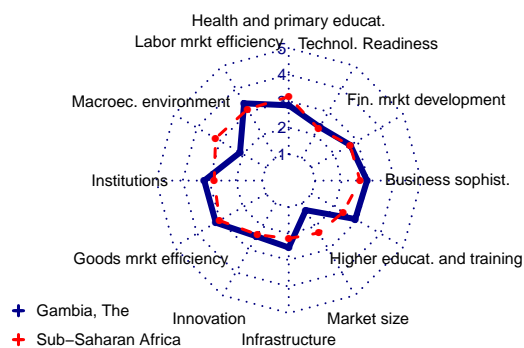 Health and primary educat.
Labor mrkt efficiency
Technol. Readiness
5
4
Macroec. environment
3
Fin. mrkt development
2
1
Institutions
Business sophist.
Goods mrkt efficiency
Higher educat. and training
Innovation
Market size
Infrastructure
Gambia, The
Sub−Saharan Africa